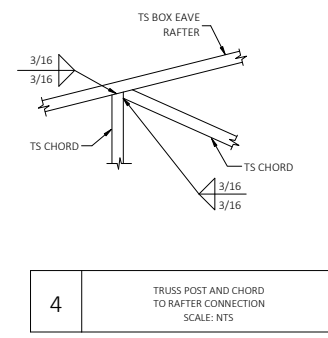 TS BOX EAVE
RAFTER
3/16
3/16
TS CHORD
TS CHORD
3/16
3/16
4
TRUSS POST AND CHORD
TO RAFTER CONNECTION
SCALE: NTS